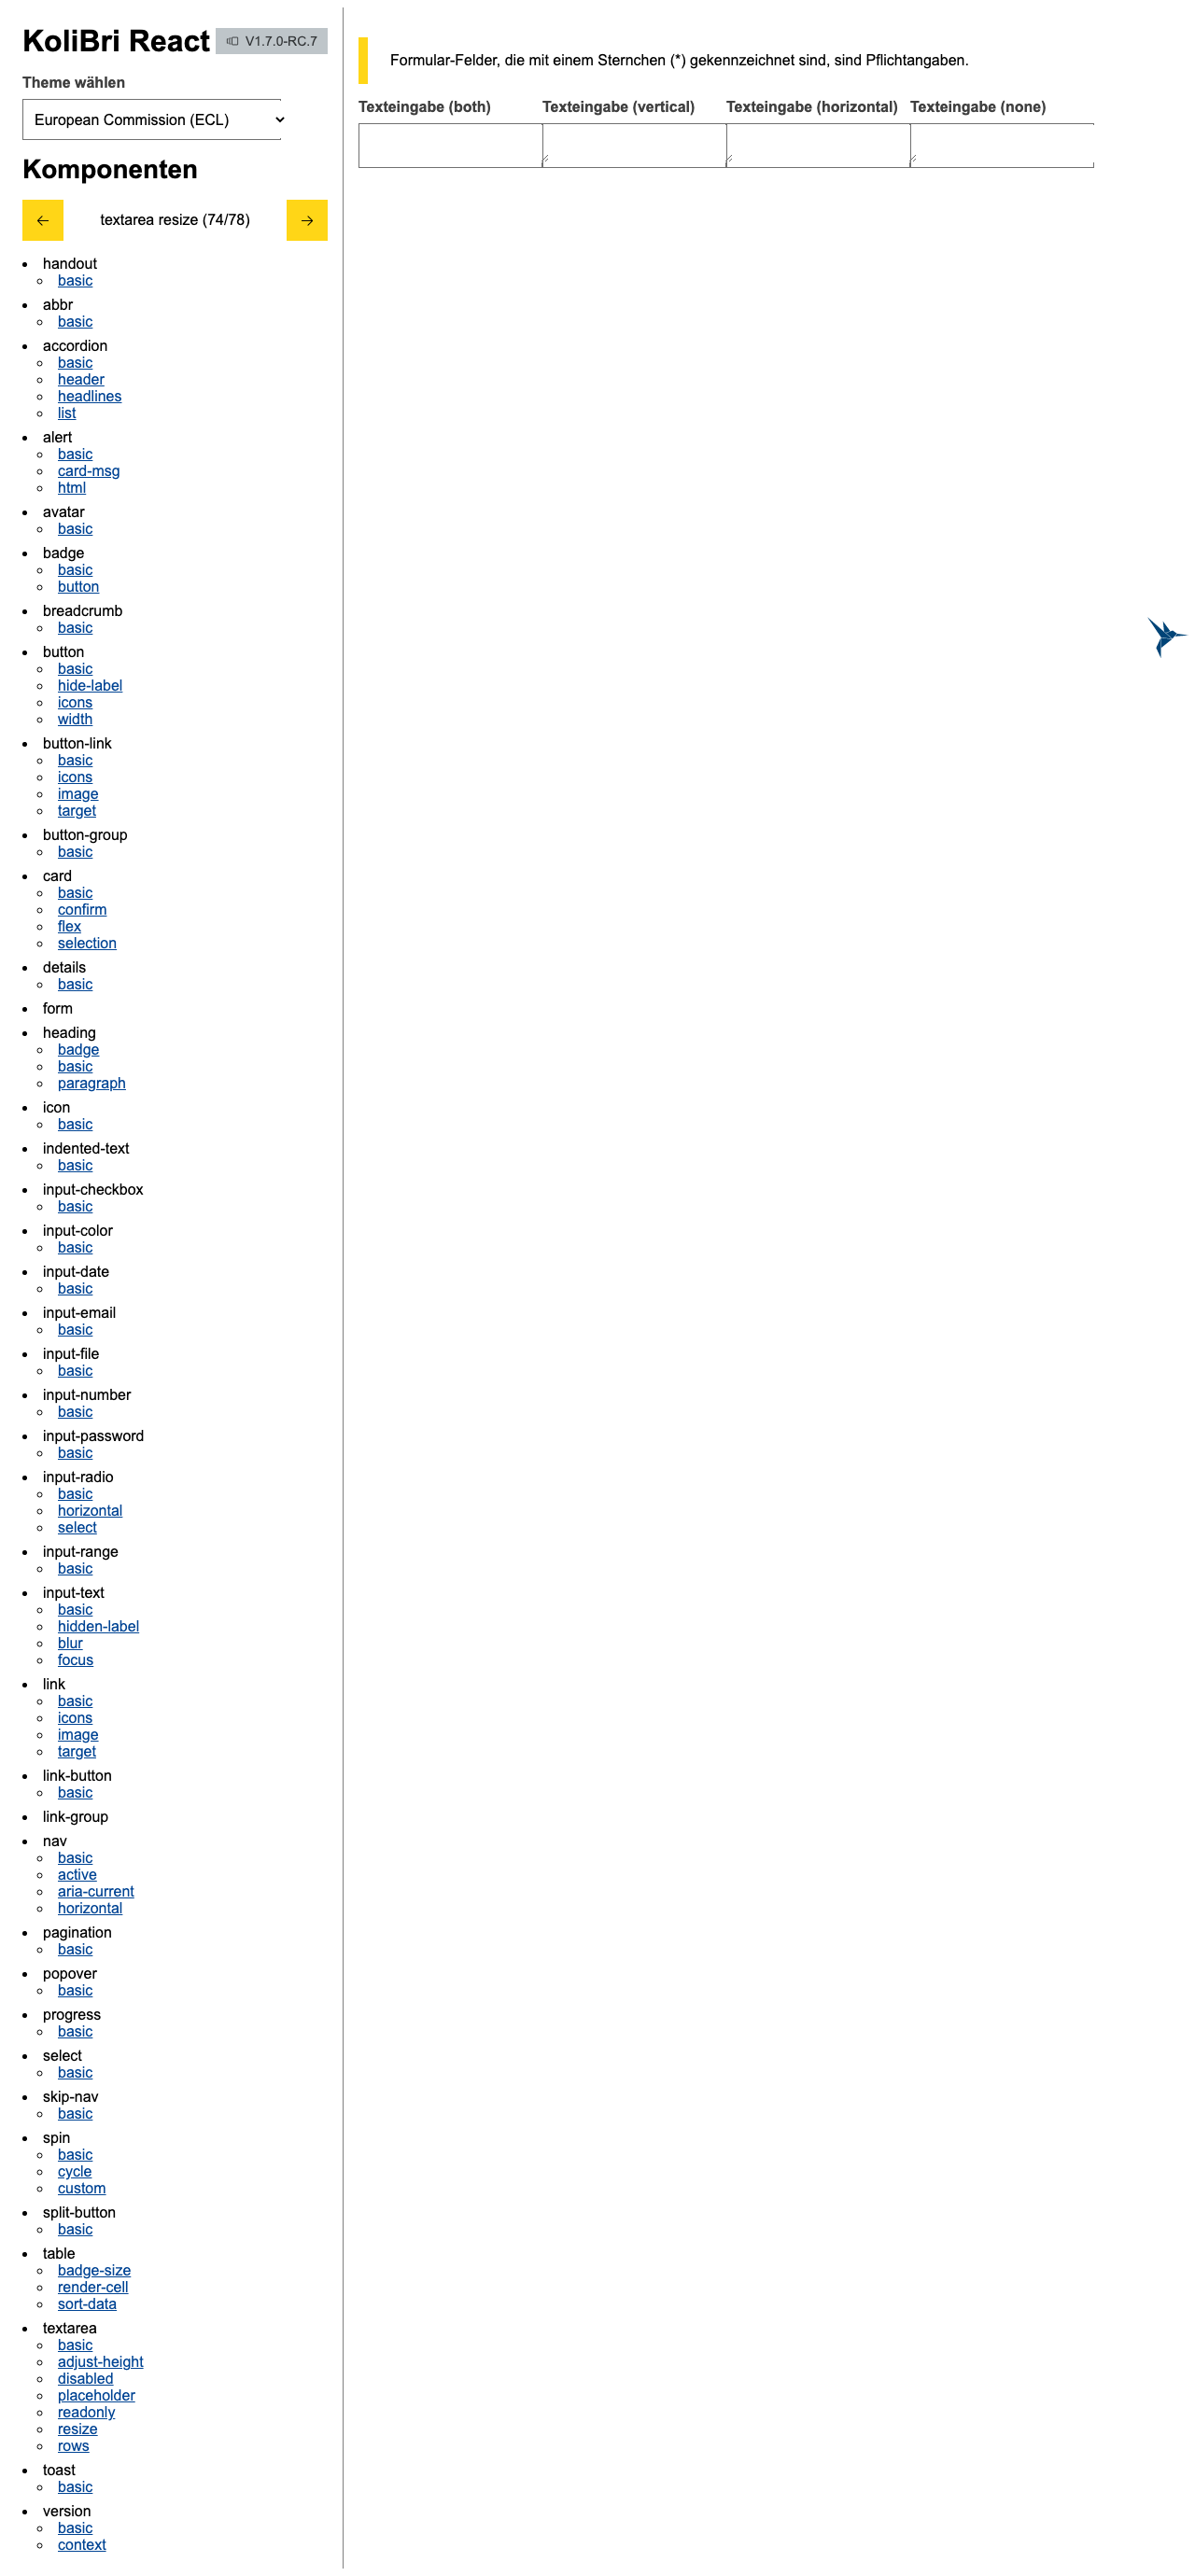 KoliBri React V1.7.0-RC.7
Theme wählen
European Commission (ECL)
Komponenten
textarea resize (74/78)
handout
basic
abbr
basic
accordion
basic
header
headlines
list
alert
basic
card-msg
html
avatar
basic
badge
basic
button
breadcrumb
basic
button
basic
hide-label
icons
width
button-link
basic
icons
image
target
button-group
basic
card
basic
confirm
flex
selection
details
basic
form
heading
badge
basic
paragraph
icon
basic
indented-text
basic
input-checkbox
basic
input-color
basic
input-date
basic
input-email
basic
input-file
basic
input-number
basic
input-password
basic
input-radio
basic
horizontal
select
input-range
basic
input-text
basic
hidden-label
blur
focus
link
basic
icons
image
target
link-button
basic
link-group
nav
basic
active
aria-current
horizontal
pagination
basic
popover
basic
progress
basic
select
basic
skip-nav
basic
spin
basic
cycle
custom
split-button
basic
table
badge-size
render-cell
sort-data
textarea
basic
adjust-height
disabled
placeholder
readonly
resize
rows
toast
basic
version
basic
context
Formular-Felder, die mit einem Sternchen (*) gekennzeichnet sind, sind Pflichtangaben.
Texteingabe (both) Texteingabe (vertical) Texteingabe (horizontal) Texteingabe (none)